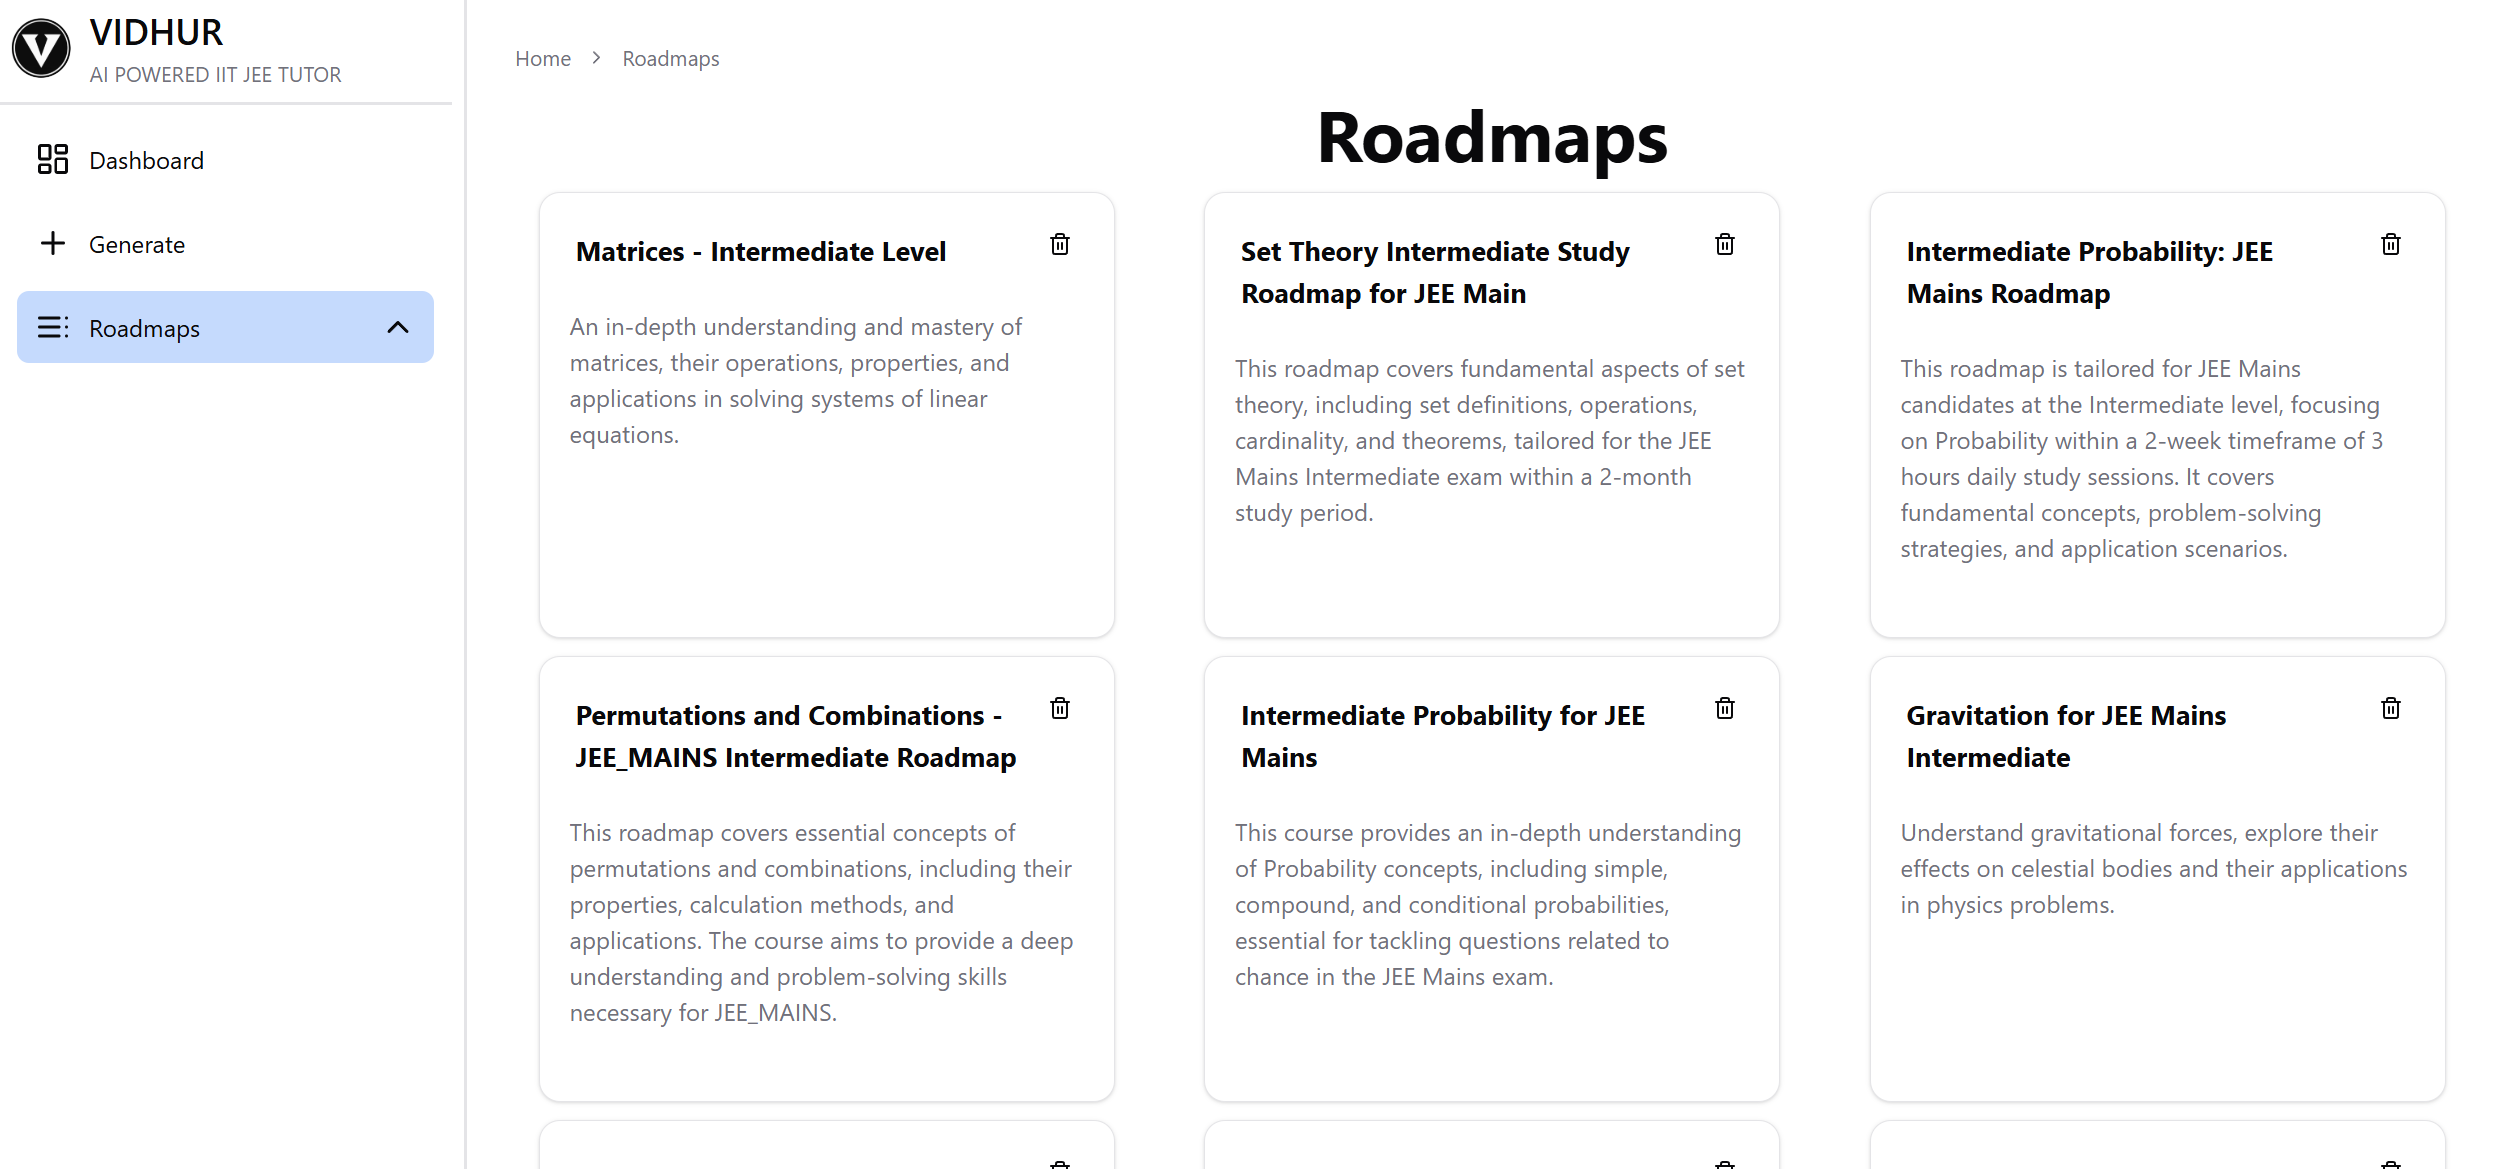 VIDHUR
AI POWERED IIT JEE TUTOR
Dashboard
Generate
Roadmaps
Home > Roadmaps
Roadmaps
Matrices - Intermediate Level
An in-depth understanding and mastery of
matrices, their operations, properties, and
applications in solving systems of linear
equations.
Set Theory Intermediate Study
Roadmap for JEE Main
This roadmap covers fundamental aspects of set
theory, including set definitions, operations,
cardinality, and theorems, tailored for the JEE
Mains Intermediate exam within a 2-month
study period.
Intermediate Probability: JEE
Mains Roadmap
This roadmap is tailored for JEE Mains
candidates at the Intermediate level, focusing
on Probability within a 2-week timeframe of 3
hours daily study sessions. It covers
fundamental concepts, problem-solving
strategies, and application scenarios.
Permutations and Combinations -
JEE_MAINS Intermediate Roadmap
This roadmap covers essential concepts of
permutations and combinations, including their
properties, calculation methods, and
applications. The course aims to provide a deep
understanding and problem-solving skills
necessary for JEE_MAINS.
Intermediate Probability for JEE
Mains
This course provides an in-depth understanding
of Probability concepts, including simple,
compound, and conditional probabilities,
essential for tackling questions related to
chance in the JEE Mains exam.
Gravitation for JEE Mains
Intermediate
Understand gravitational forces, explore their
effects on celestial bodies and their applications
in physics problems.